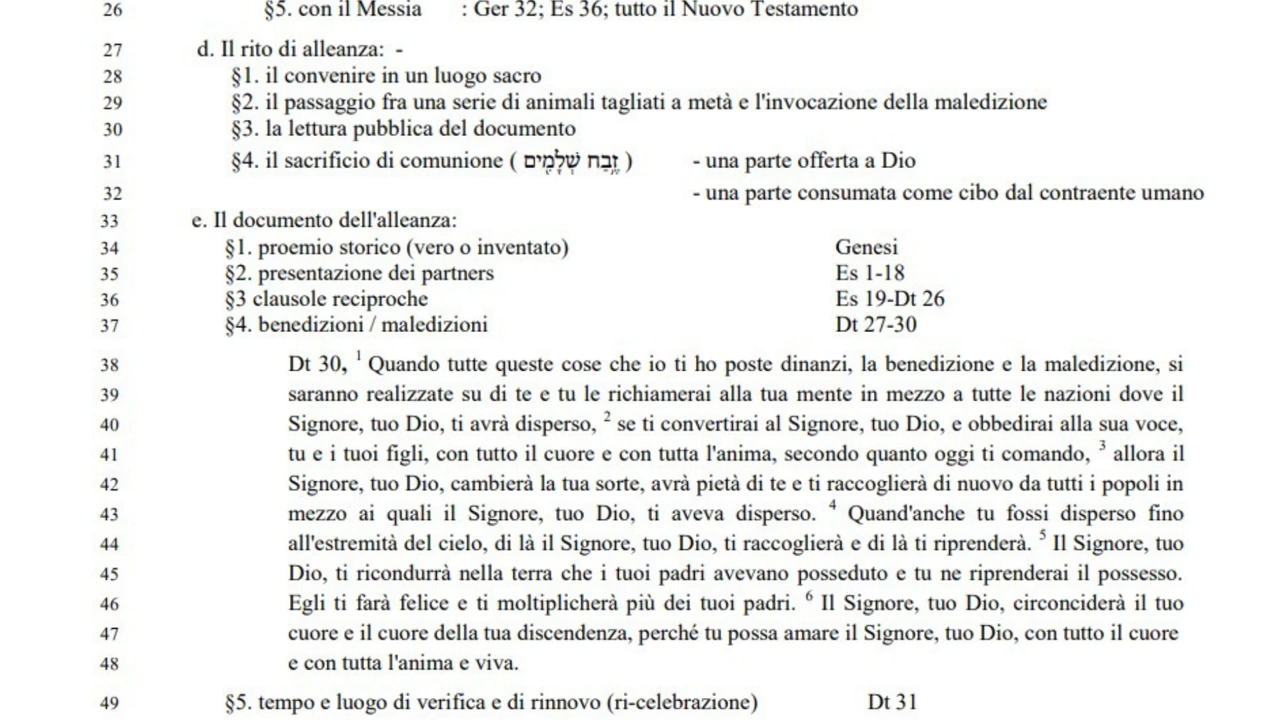 26 §5. con il Messia : Ger 32; Es 36; tutto il Nuovo Testamento
27 d. Il rito di alleanza: -
28 §1. il convenire in un luogo sacro
29 §2. il passaggio fra una serie di animali tagliati a metà e l'invocazione della maledizione
30 §3. la lettura pubblica del documento
31 §4. il sacrificio di comunione ( זֶ֥בַח שְׁלָמִ֖ים ) - una parte offerta a Dio
32 - una parte consumata come cibo dal contraente umano
33 e. Il documento dell'alleanza:
34 §1. proemio storico (vero o inventato) Genesi
35 §2. presentazione dei partners Es 1-18
36 §3 clausole reciproche Es 19-Dt 26
37 §4. benedizioni / maledizioni Dt 27-30
38 Dt 30, 1 Quando tutte queste cose che io ti ho poste dinanzi, la benedizione e la maledizione, si
39 saranno realizzate su di te e tu le richiamerai alla tua mente in mezzo a tutte le nazioni dove il
40 Signore, tuo Dio, ti avrà disperso, 2 se ti convertirai al Signore, tuo Dio, e obbedirai alla sua voce,
41 tu e i tuoi figli, con tutto il cuore e con tutta l'anima, secondo quanto oggi ti comando, 3 allora il
42 Signore, tuo Dio, cambierà la tua sorte, avrà pietà di te e ti raccoglierà di nuovo da tutti i popoli in
43 mezzo ai quali il Signore, tuo Dio, ti aveva disperso. 4 Quand'anche tu fossi disperso fino
44 all'estremità del cielo, di là il Signore, tuo Dio, ti raccoglierà e di là ti riprenderà. 5 Il Signore, tuo
45 Dio, ti ricondurrà nella terra che i tuoi padri avevano posseduto e tu ne riprenderai il possesso.
46 Egli ti farà felice e ti moltiplicherà più dei tuoi padri. 6 Il Signore, tuo Dio, circonciderà il tuo
47 cuore e il cuore della tua discendenza, perché tu possa amare il Signore, tuo Dio, con tutto il cuore
48 e con tutta l'anima e viva.
49 §5. tempo e luogo di verifica e di rinnovo (ri-celebrazione) Dt 31